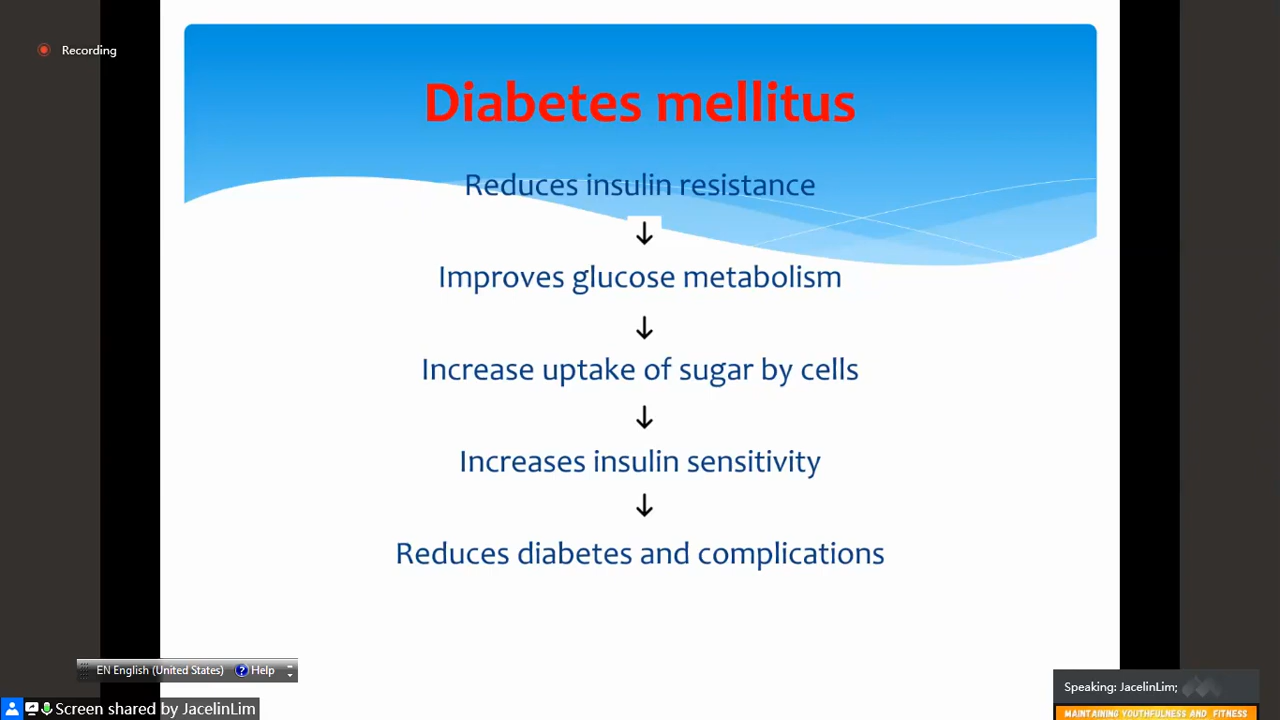 Recording
Diabetes mellitus
Reduces insulin resistance
↓
Improves glucose metabolism
↓
Increase uptake of sugar by cells
↓
Increases insulin sensitivity
↓
Reduces diabetes and complications
EN English (United States) ? Help
Screen shared by JacelinLim
Speaking: JacelinLim;
MAINTAINING YOUTHFULNESS AND FITNESS